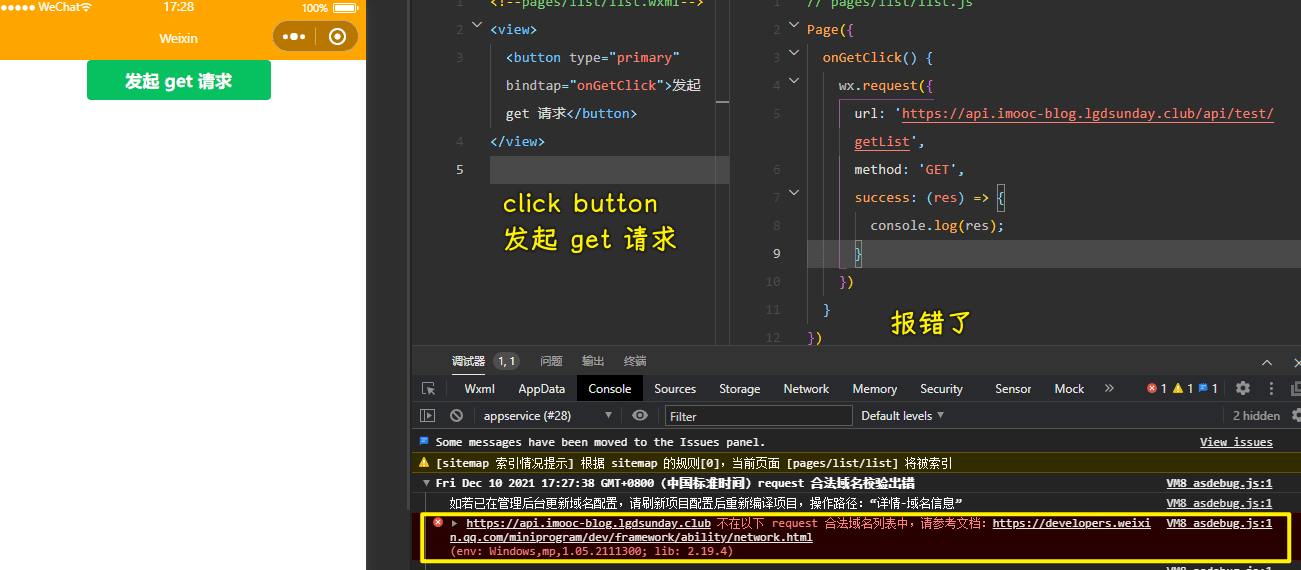 WeChat 17:28 100%
Weixin
发起 get 请求
1 <!--pages/list/list.wxml-->
2 <view>
3 <button type="primary"
bindtap="onGetClick">发起
get 请求</button>
4 </view>
5
click button
发起 get 请求
1 // pages/list/list.js
2 Page({
3 onGetClick() {
4 wx.request({
5 url: 'https://api.imooc-blog.lgdsunday.club/api/test/
getList',
6 method: 'GET',
7 success: (res) => {
8 console.log(res);
9 }
10 })
11 }
12 })
报错了
调试器 1, 1 问题 输出 终端
Wxml AppData Console Sources Storage Network Memory Security Sensor Mock 1 1 1
appservice (#28) Filter Default levels 2 hidden
Some messages have been moved to the Issues panel. View issues
[sitemap 索引情况提示] 根据 sitemap 的规则[0]，当前页面 [pages/list/list] 将被索引
Fri Dec 10 2021 17:27:38 GMT+0800 (中国标准时间) request 合法域名校验出错 VM8 asdebug.js:1
如若已在管理后台更新域名配置，请刷新项目配置后重新编译项目，操作路径：“详情-域名信息” VM8 asdebug.js:1
https://api.imooc-blog.lgdsunday.club 不在以下 request 合法域名列表中，请参考文档：https://developers.weixi VM8 asdebug.js:1
n.qq.com/miniprogram/dev/framework/ability/network.html
(env: Windows,mp,1.05.2111300; lib: 2.19.4)
VM8 asdebug.js:1